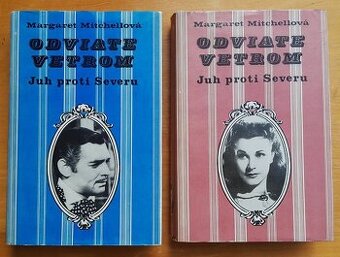 Margaret Mitchellová
ODVIATE
VETROM
Juh proti Severu
Margaret Mitchellová
ODVIATE
VETROM
Juh proti Severu